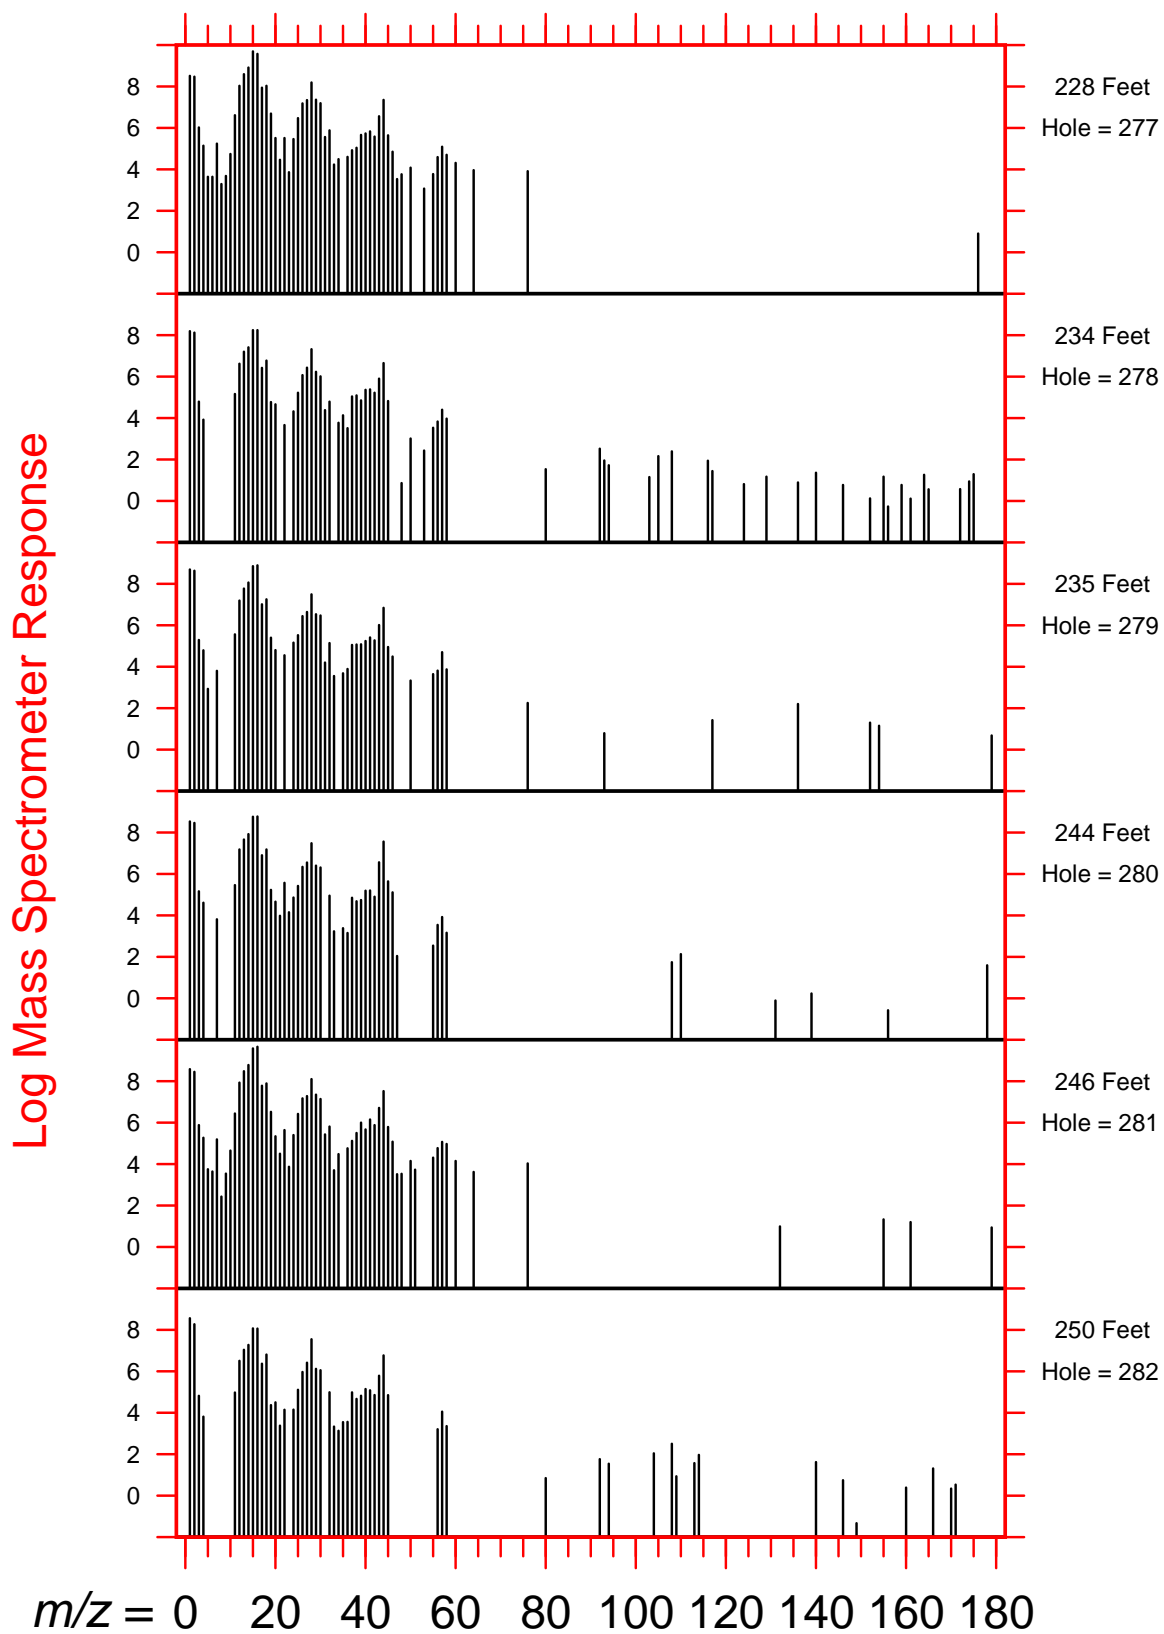 Log Mass Spectrometer Response
8
6
4
2
0
228 Feet
Hole = 277
8
6
4
2
0
234 Feet
Hole = 278
8
6
4
2
0
235 Feet
Hole = 279
8
6
4
2
0
244 Feet
Hole = 280
8
6
4
2
0
246 Feet
Hole = 281
8
6
4
2
0
250 Feet
Hole = 282
m/z = 0 20 40 60 80 100 120 140 160 180